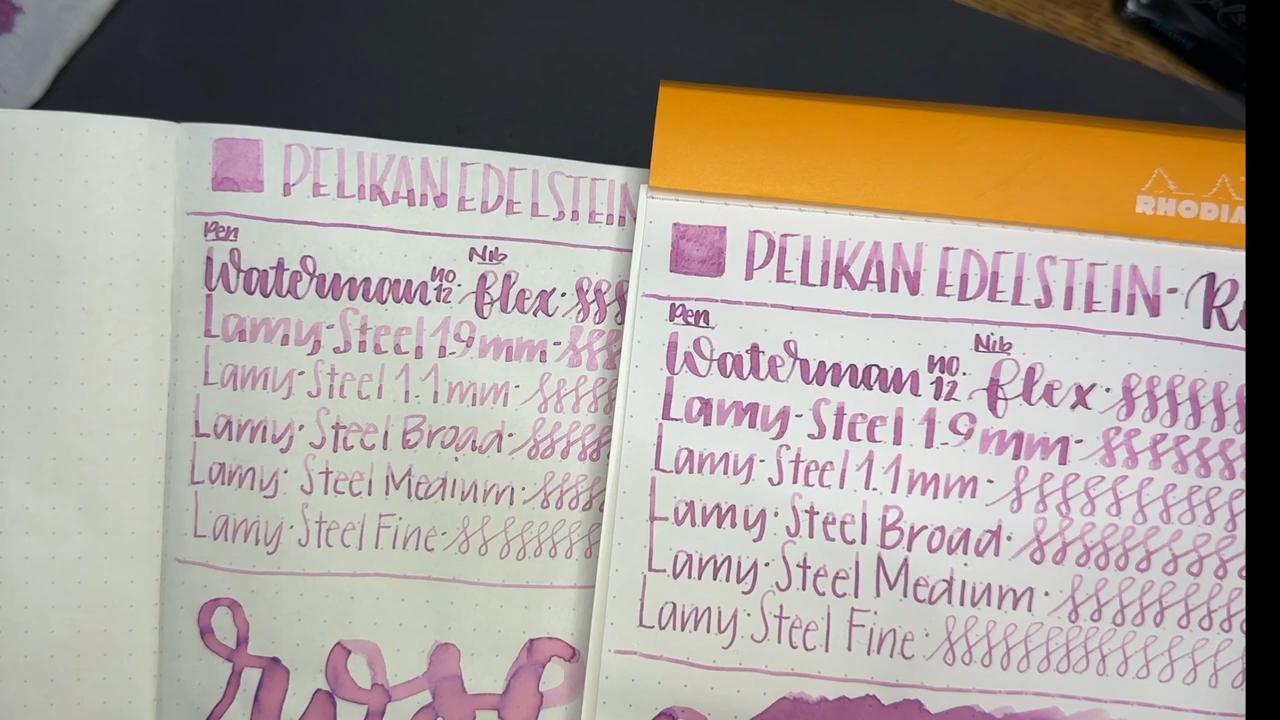 PELIKAN EDELSTEIN
Pen
Nib
Waterman no. 12 flex
Lamy·Steel 1.9mm
Lamy·Steel 1.1mm
Lamy·Steel Broad
Lamy·Steel Medium
Lamy·Steel Fine
RHODIA
PELIKAN EDELSTEIN-
Pen
Nib
Waterman no. 12 flex
Lamy·Steel 1.9mm
Lamy·Steel 1.1mm
Lamy·Steel Broad
Lamy·Steel Medium
Lamy·Steel Fine